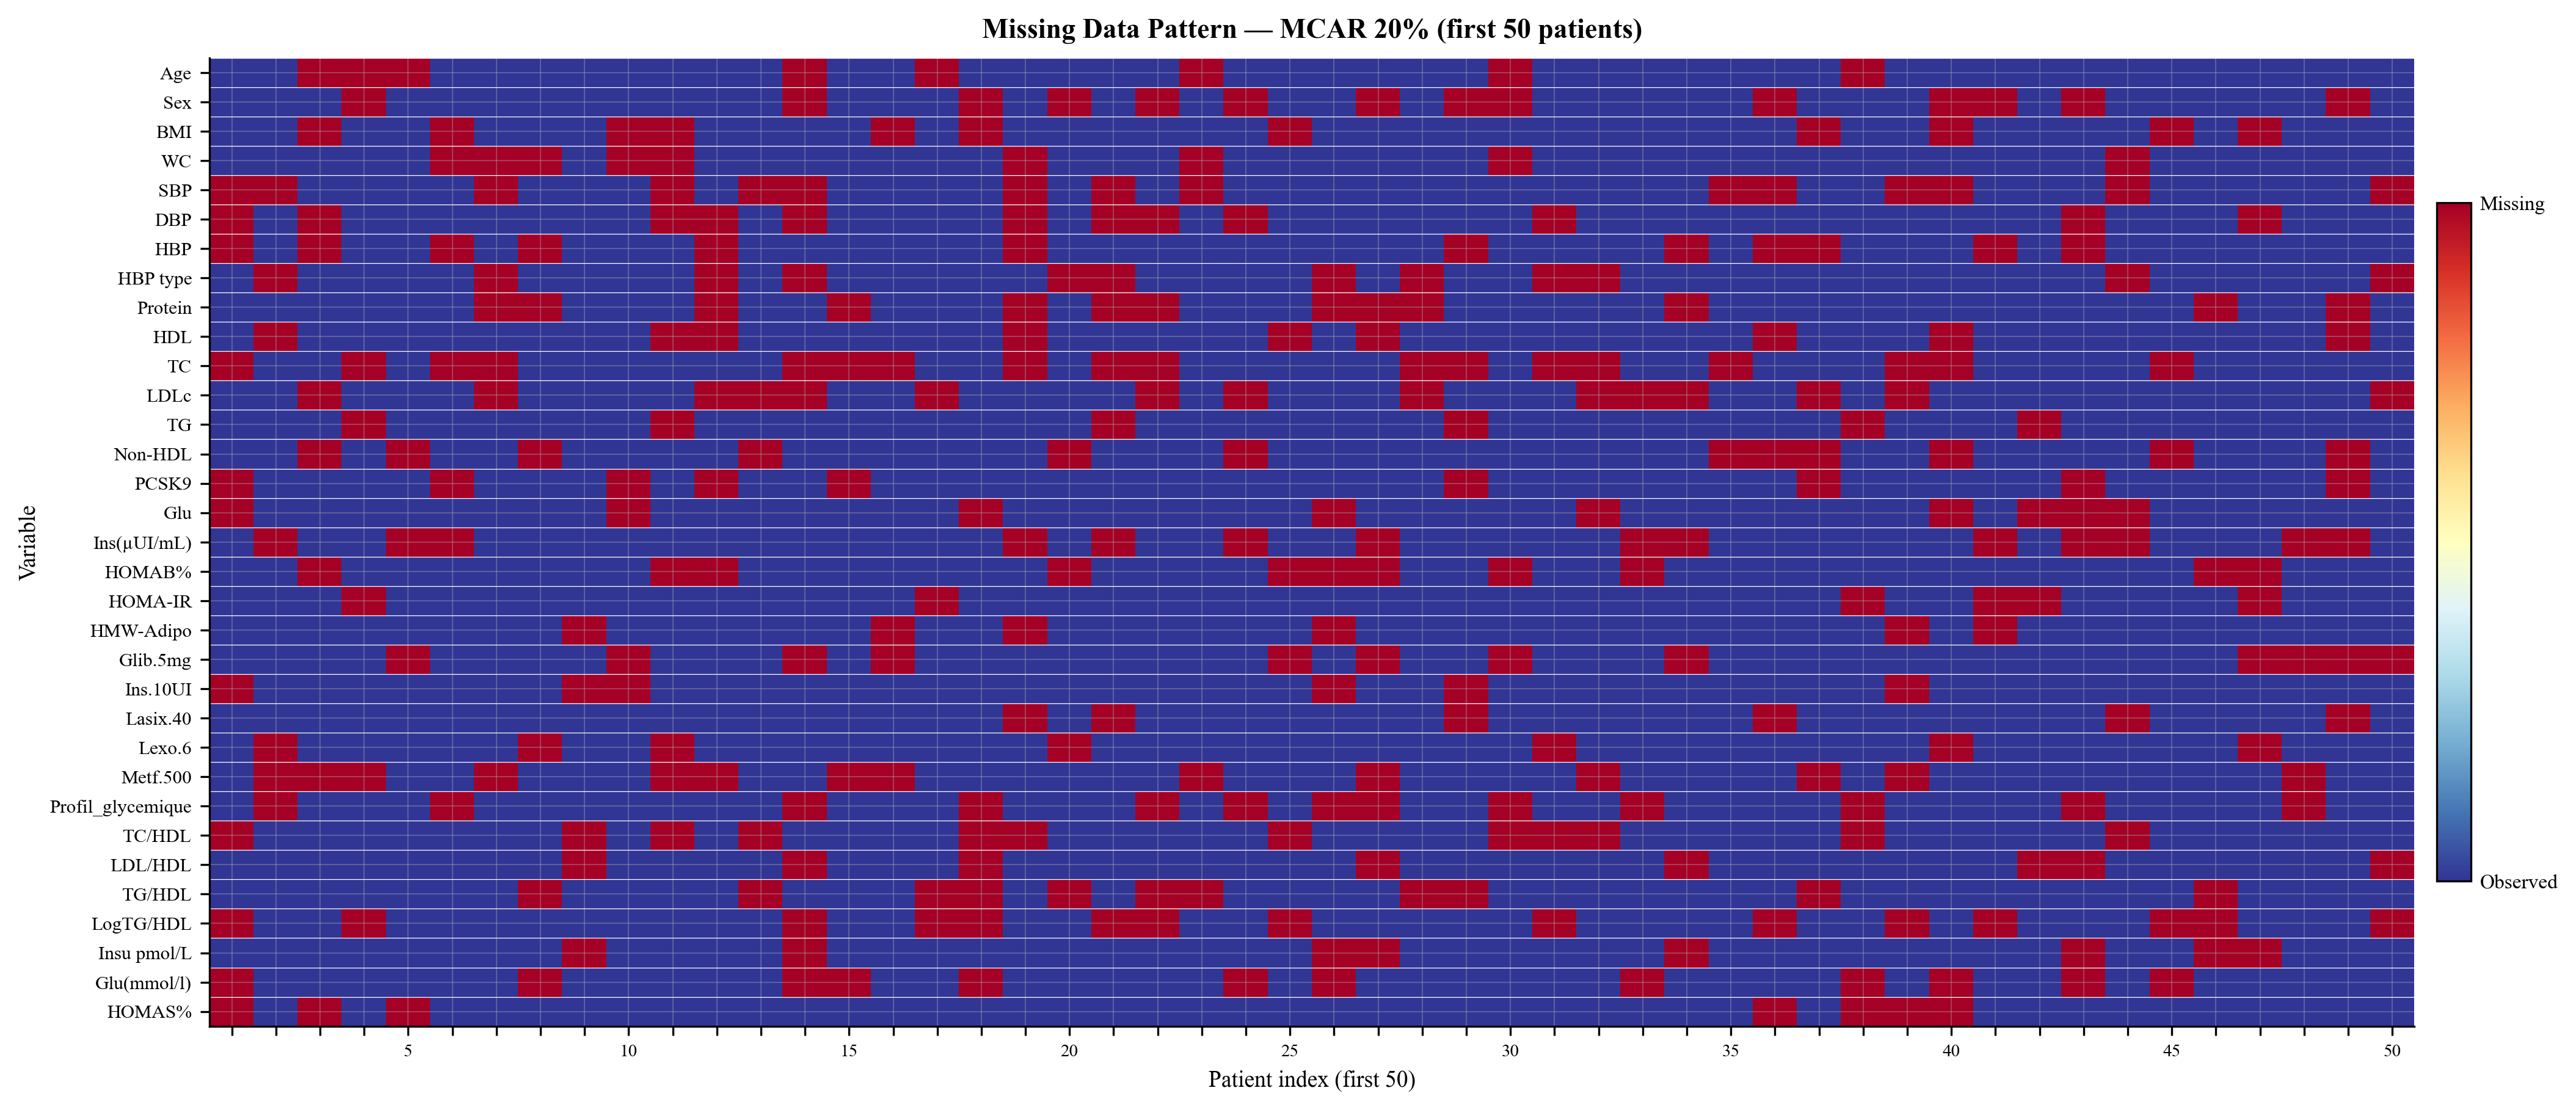 Missing Data Pattern — MCAR 20% (first 50 patients)
Age
Sex
BMI
WC
SBP
DBP
HBP
HBP type
Protein
HDL
TC
LDLc
TG
Non-HDL
PCSK9
Glu
Ins(µUI/mL)
HOMAB%
HOMA-IR
HMW-Adipo
Glib.5mg
Ins.10UI
Lasix.40
Lexo.6
Metf.500
Profil_glycemique
TC/HDL
LDL/HDL
TG/HDL
LogTG/HDL
Insu pmol/L
Glu(mmol/l)
HOMAS%
Variable
5 10 15 20 25 30 35 40 45 50
Patient index (first 50)
Missing
Observed